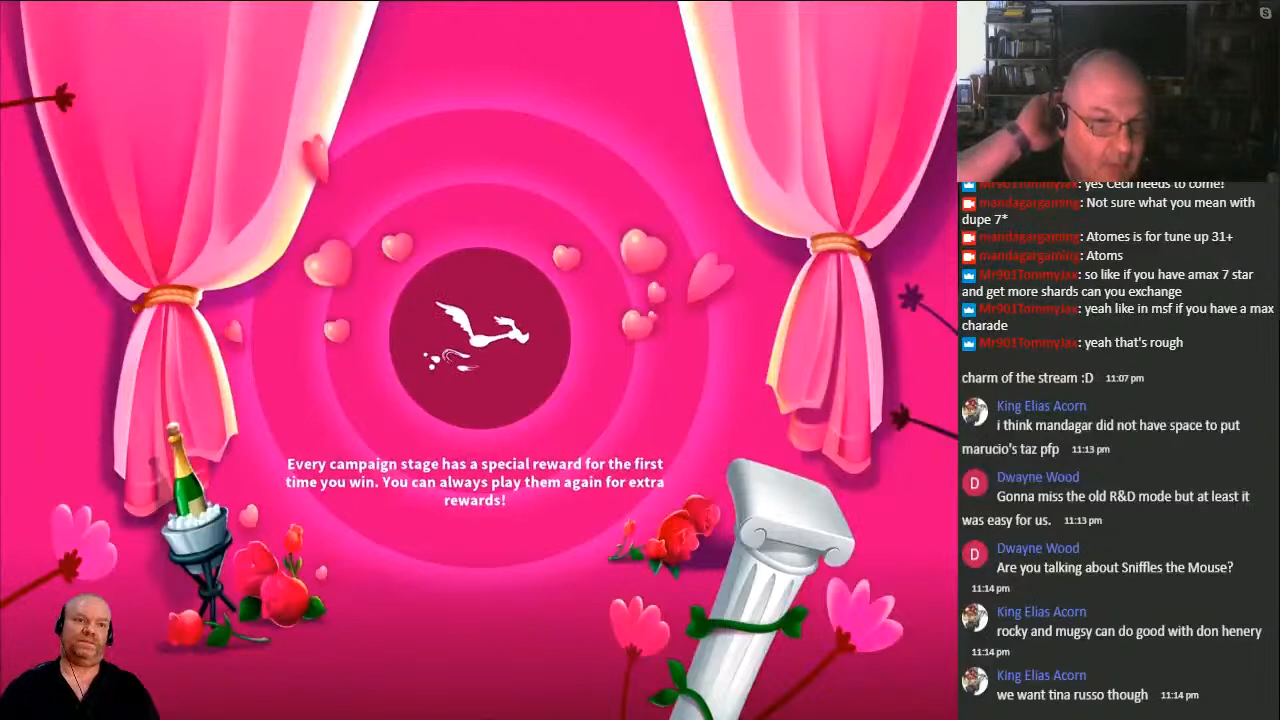 Every campaign stage has a special reward for the first
time you win. You can always play them again for extra
rewards!
Mr901TommyJax: yes Cecil needs to come!
mandagargaming: Not sure what you mean with
dupe 7*
mandagargaming: Atomes is for tune up 31+
mandagargaming: Atoms
Mr901TommyJax: so like if you have amax 7 star
and get more shards can you exchange
Mr901TommyJax: yeah like in msf if you have a max
charade
Mr901TommyJax: yeah that's rough
charm of the stream :D 11:07 pm
King Elias Acorn
i think mandagar did not have space to put
marucio's taz pfp 11:13 pm
D
Dwayne Wood
Gonna miss the old R&D mode but at least it
was easy for us. 11:13 pm
D
Dwayne Wood
Are you talking about Sniffles the Mouse?
11:14 pm
King Elias Acorn
rocky and mugsy can do good with don henery
11:14 pm
King Elias Acorn
we want tina russo though 11:14 pm